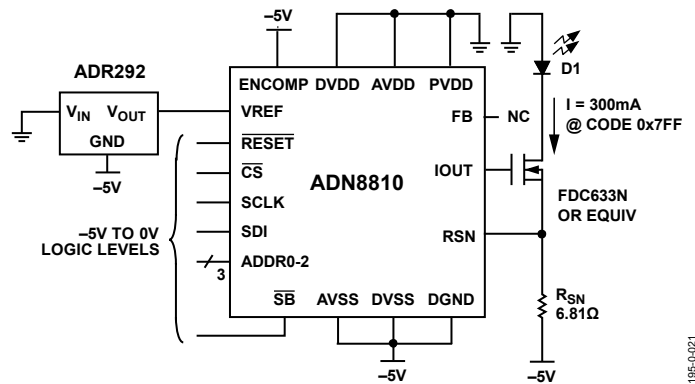 –5V
ADR292
VIN VOUT
GND
–5V
ENCOMP DVDD AVDD PVDD
VREF
FB NC
RESET
CS
SCLK
SDI
ADDR0-2
3
ADN8810
IOUT
RSN
SB AVSS DVSS DGND
–5V TO 0V
LOGIC LEVELS
D1
I = 300mA
@ CODE 0x7FF
FDC633N
OR EQUIV
RSN
6.81Ω
–5V
–5V
195-0-021